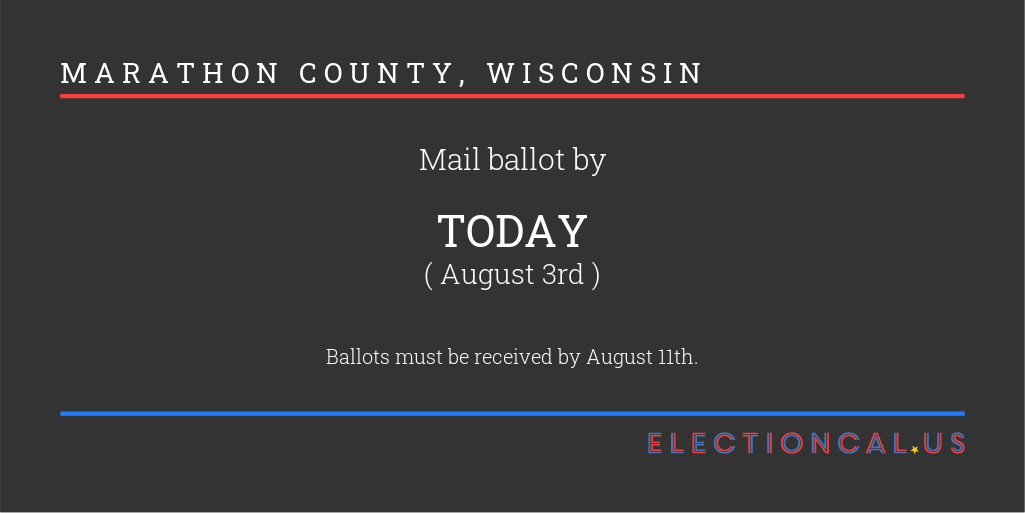 MARATHON COUNTY, WISCONSIN
Mail ballot by
TODAY
( August 3rd )
Ballots must be received by August 11th.
ELECTIONCAL.US